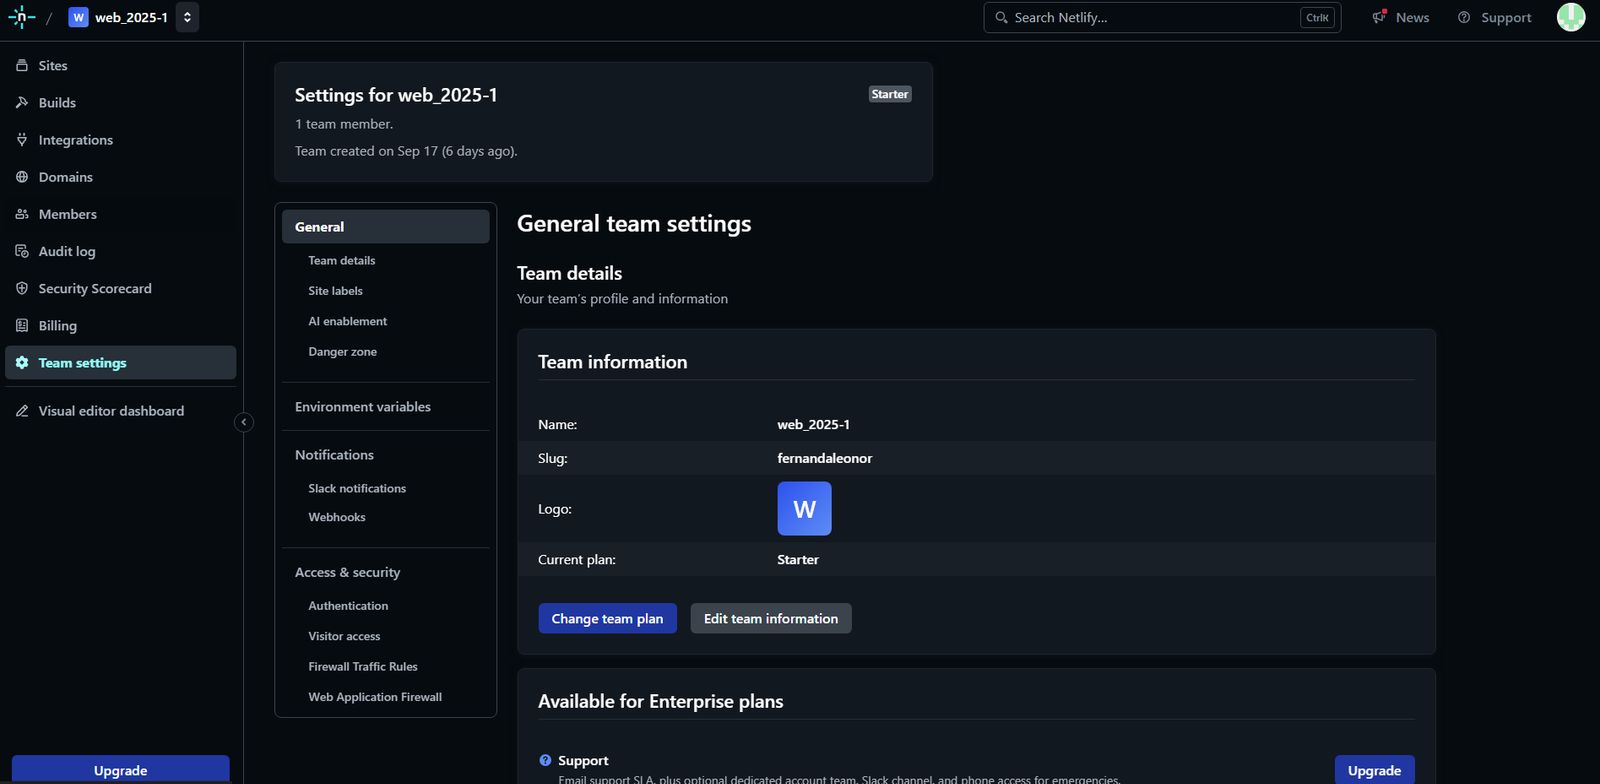 n / W web_2025-1
Search Netlify... CtrlK
News
Support
Sites
Builds
Integrations
Domains
Members
Audit log
Security Scorecard
Billing
Team settings
Visual editor dashboard
Upgrade
Settings for web_2025-1
Starter
1 team member.
Team created on Sep 17 (6 days ago).
General
Team details
Site labels
AI enablement
Danger zone
Environment variables
Notifications
Slack notifications
Webhooks
Access & security
Authentication
Visitor access
Firewall Traffic Rules
Web Application Firewall
General team settings
Team details
Your team's profile and information
Team information
Name: web_2025-1
Slug: fernandaleonor
Logo: W
Current plan: Starter
Change team plan
Edit team information
Available for Enterprise plans
? Support
Email support SLA, plus optional dedicated account team, Slack channel, and phone access for emergencies.
Upgrade